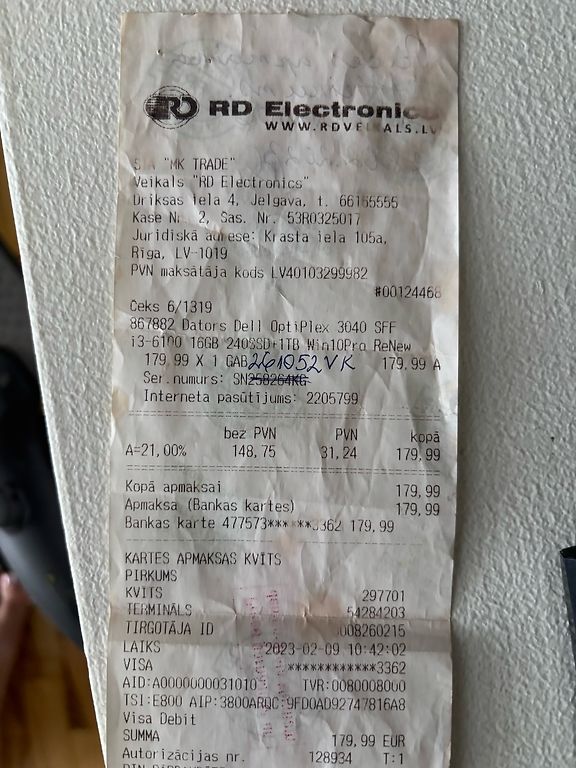 RD Electronics
WWW.RDVEIKALS.LV
SIA "MK TRADE"
Veikals "RD Electronics"
Driksas iela 4, Jelgava, t. 66155555
Kase Nr. 2, Sas. Nr. 53R0325017
Juridiskā adrese: Krasta iela 105a,
Rīga, LV-1019
PVN maksātāja kods LV40103299982
#00124468
Čeks 6/1319
867882 Dators Dell OptiPlex 3040 SFF
i3-6100 16GB 240SSD+1TB Win10Pro ReNew
179,99 X 1 GAB 261052VK 179,99 A
Ser.numurs: SN258264KG
Interneta pasūtījums: 2205799
bez PVN PVN kopā
A=21,00% 148,75 31,24 179,99
Kopā apmaksai 179,99
Apmaksa (Bankas kartes) 179,99
Bankas karte 477573******3362 179,99
KARTES APMAKSAS KVĪTS
PIRKUMS
KVĪTS 297701
TERMINĀLS 54284203
TIRGOTĀJA ID 0008260215
LAIKS 2023-02-09 10:42:02
VISA ************3362
AID:A0000000031010 TVR:0080008000
TSI:E800 AIP:3800ARQC:9FD0AD92747816A8
Visa Debit
SUMMA 179,99 EUR
Autorizācijas nr. 128934 T:1